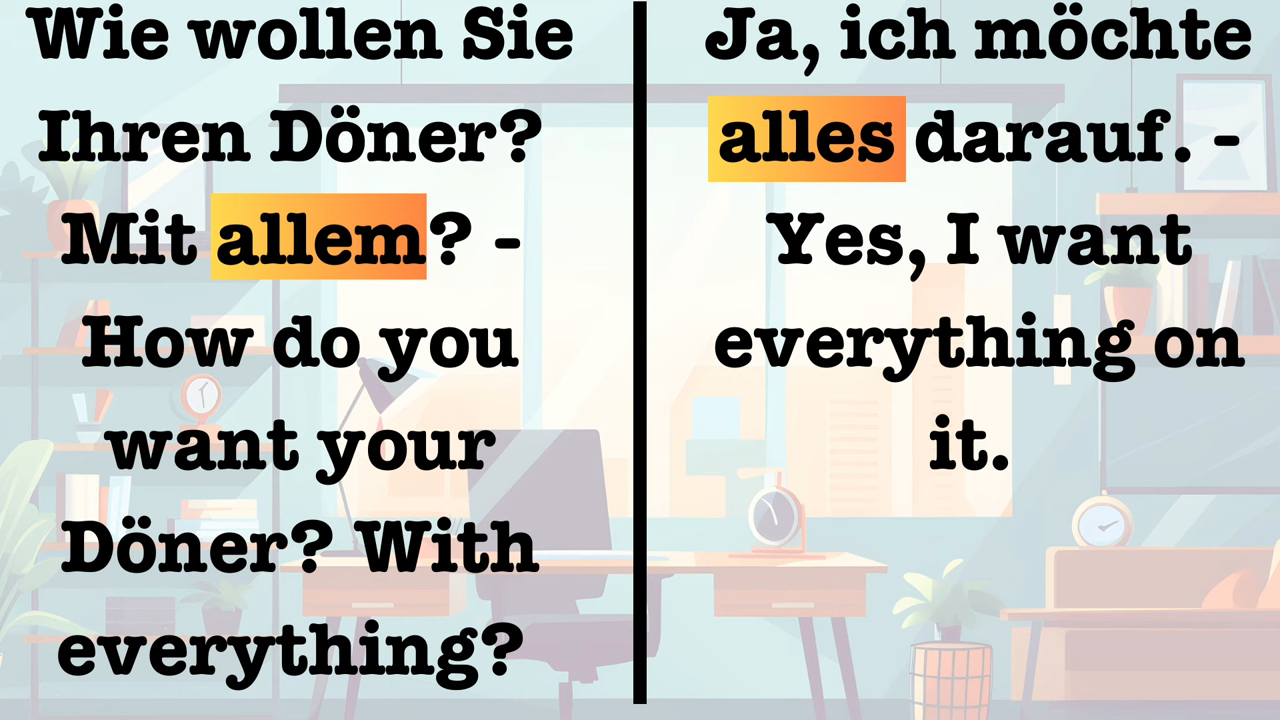 Wie wollen Sie
Ihren Döner?
Mit allem? -
How do you
want your
Döner? With
everything?
Ja, ich möchte
alles darauf. -
Yes, I want
everything on
it.